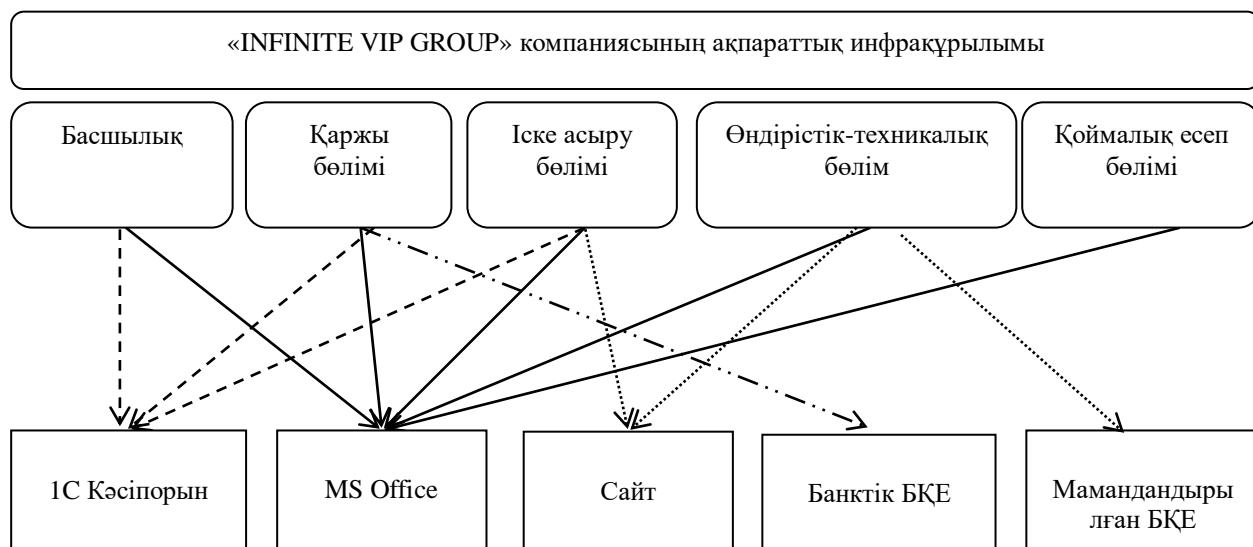 «INFINITE VIP GROUP» компаниясының ақпараттық инфрақұрылымы
Басшылық
Қаржы
бөлімі
Іске асыру
бөлімі
Өндірістік-техникалық
бөлім
Қоймалық есеп
бөлімі
1С Кәсіпорын
MS Office
Сайт
Банктік БҚЕ
Мамандандыры
лған БҚЕ